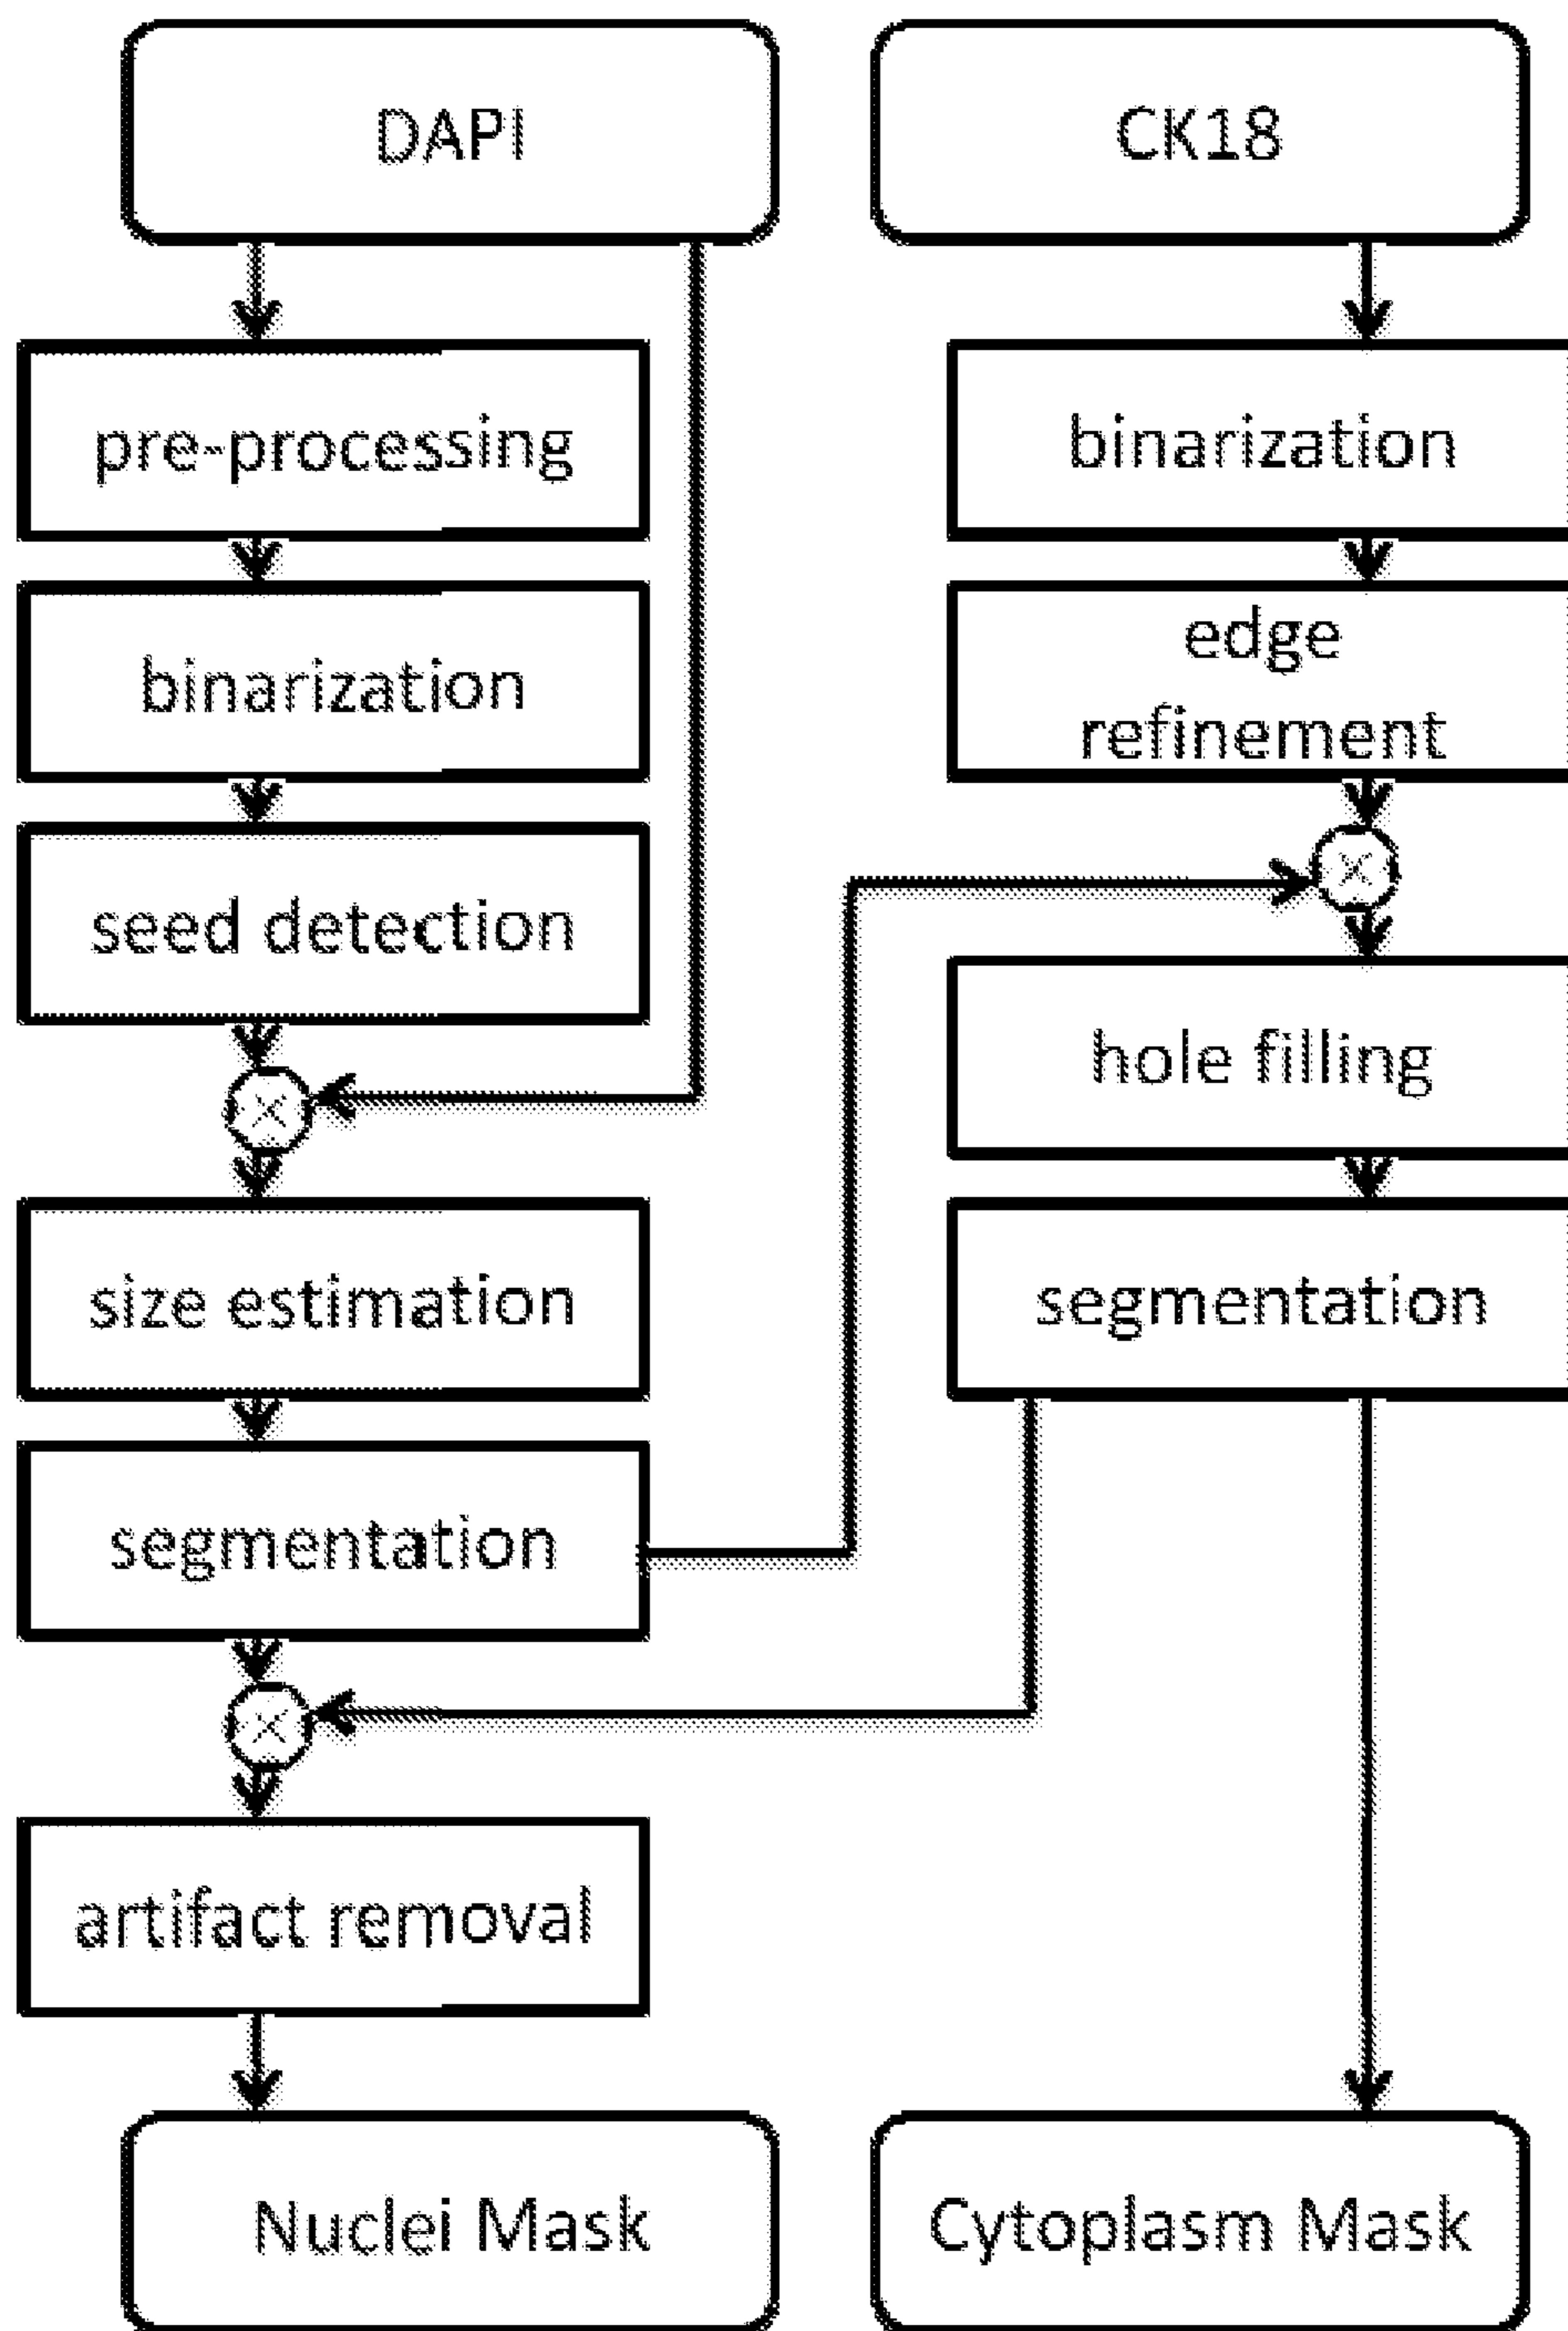 DAPI
pre-processing
binarization
seed detection
size estimation
segmentation
artifact removal
Nuclei Mask
CK18
binarization
edge
refinement
hole filling
segmentation
Cytoplasm Mask